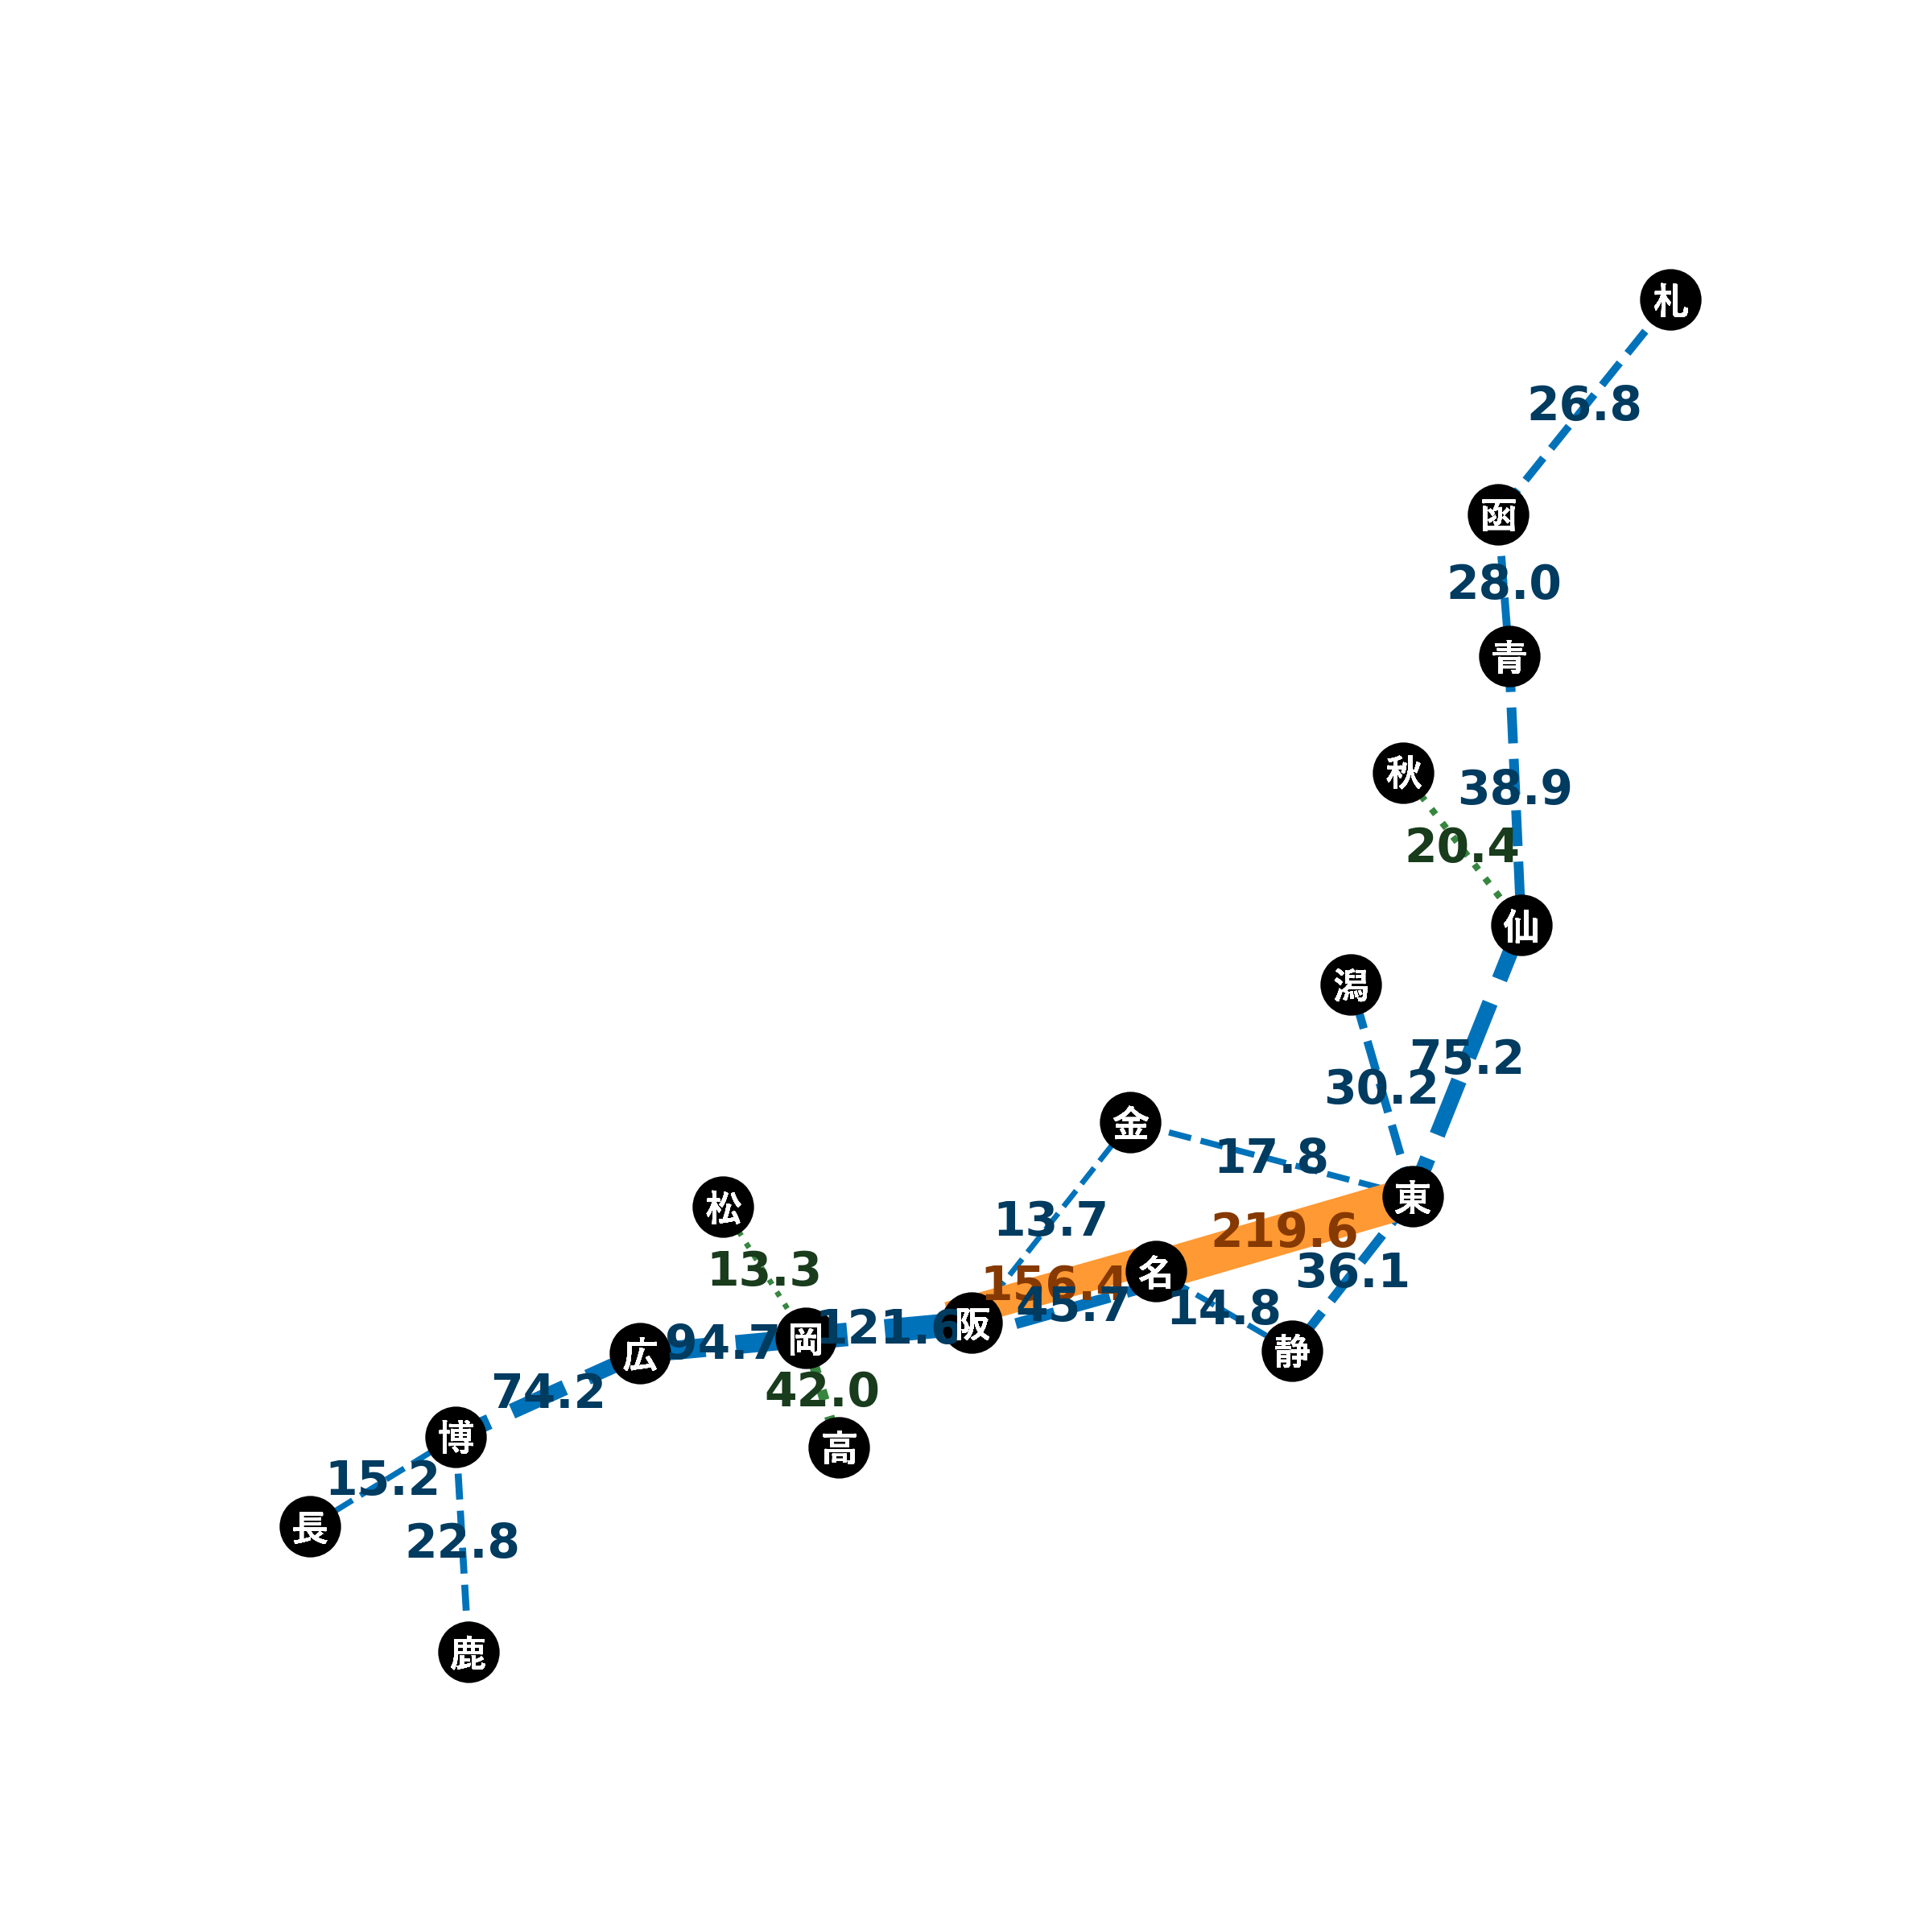 札
26.8
函
28.0
青
秋
38.9
20.4
仙
潟
75.2
30.2
金
17.8
東
松
13.7
219.6
13.3
名
36.1
156.4
45.7
14.8
阪
121.6
岡
94.7
広
静
74.2
42.0
博
高
15.2
長
22.8
鹿